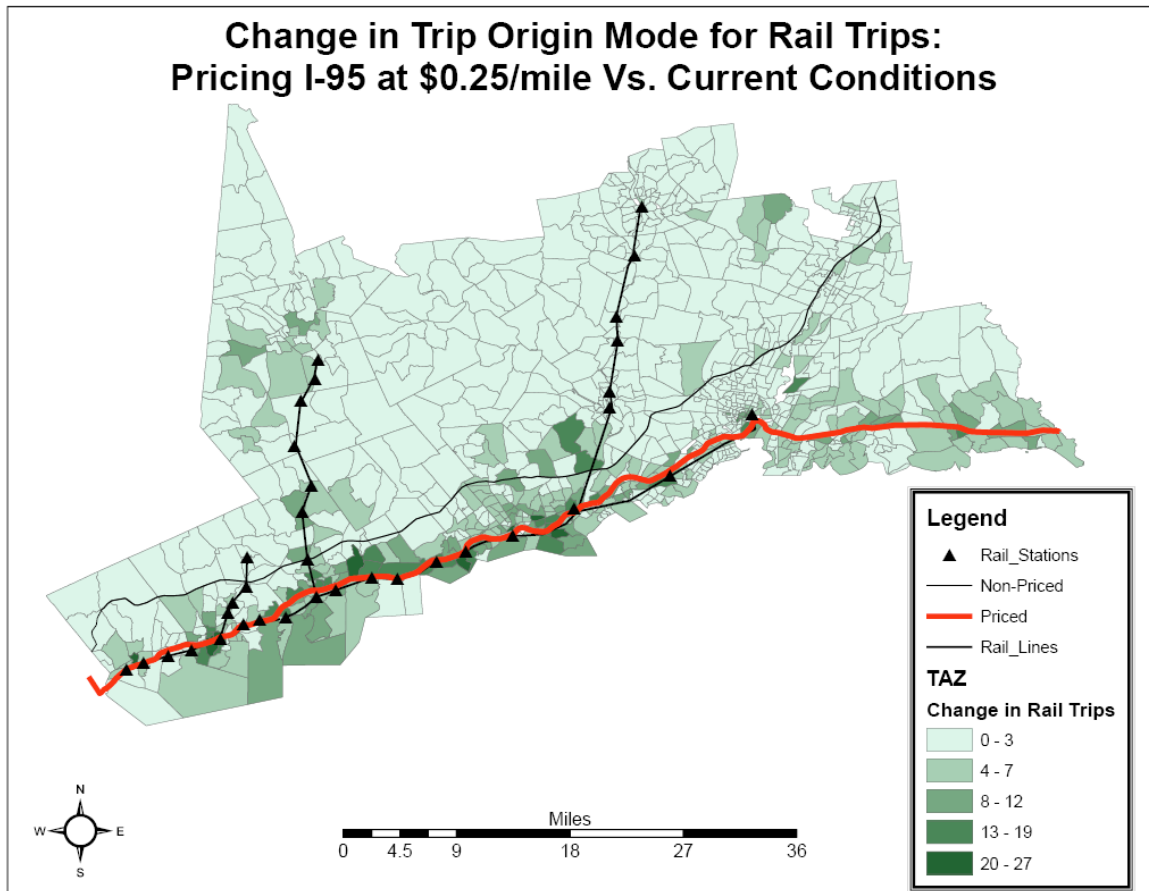 Change in Trip Origin Mode for Rail Trips:
Pricing I-95 at $0.25/mile Vs. Current Conditions
Legend
Rail_Stations
Non-Priced
Priced
Rail_Lines
TAZ
Change in Rail Trips
0 - 3
4 - 7
8 - 12
13 - 19
20 - 27
N
W E
S
Miles
0 4.5 9 18 27 36